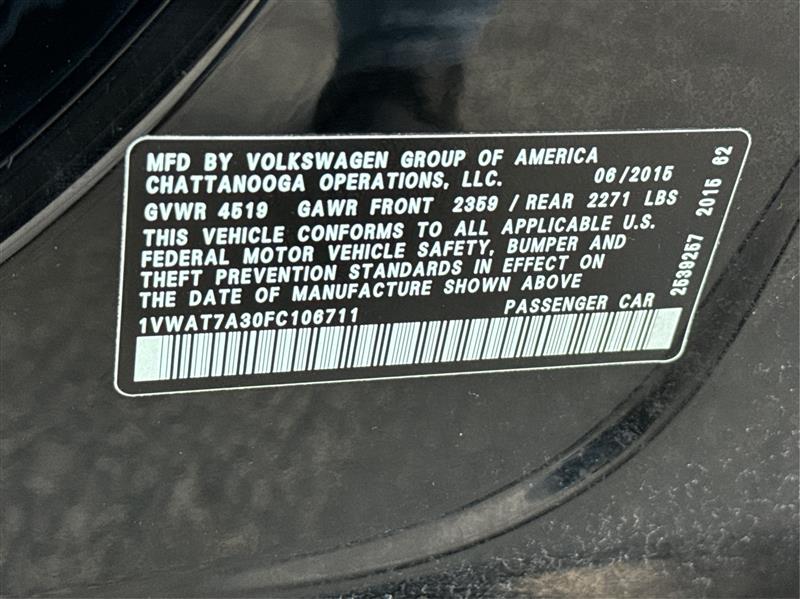 MFD BY VOLKSWAGEN GROUP OF AMERICA
CHATTANOOGA OPERATIONS, LLC. 06/2015
GVWR 4519 GAWR FRONT 2359 / REAR 2271 LBS
THIS VEHICLE CONFORMS TO ALL APPLICABLE U.S.
FEDERAL MOTOR VEHICLE SAFETY, BUMPER AND
THEFT PREVENTION STANDARDS IN EFFECT ON
THE DATE OF MANUFACTURE SHOWN ABOVE
1VWAT7A30FC106711 PASSENGER CAR
2538257 2015 62